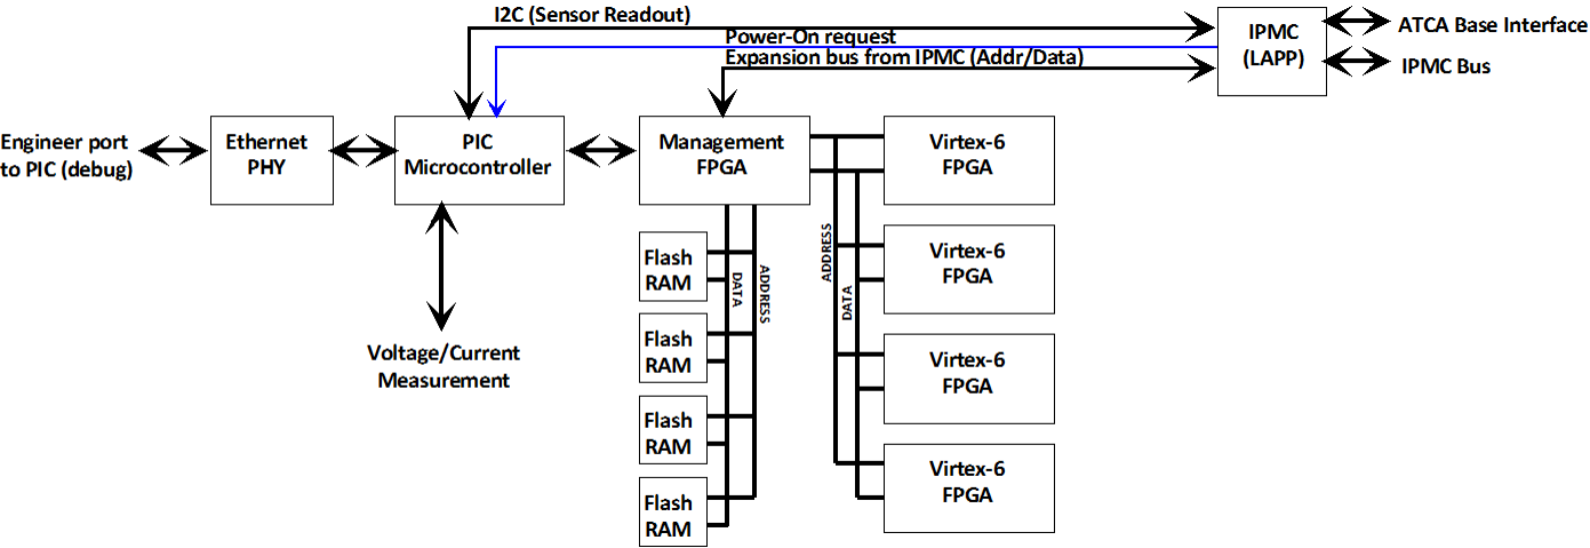 I2C (Sensor Readout)
Power-On request
Expansion bus from IPMC (Addr/Data)
IPMC
(LAPP)
ATCA Base Interface
IPMC Bus
Engineer port
to PIC (debug)
Ethernet
PHY
PIC
Microcontroller
Management
FPGA
Virtex-6
FPGA
Virtex-6
FPGA
Virtex-6
FPGA
Virtex-6
FPGA
ADDRESS
DATA
Flash
RAM
Flash
RAM
Flash
RAM
Flash
RAM
DATA
ADDRESS
Voltage/Current
Measurement